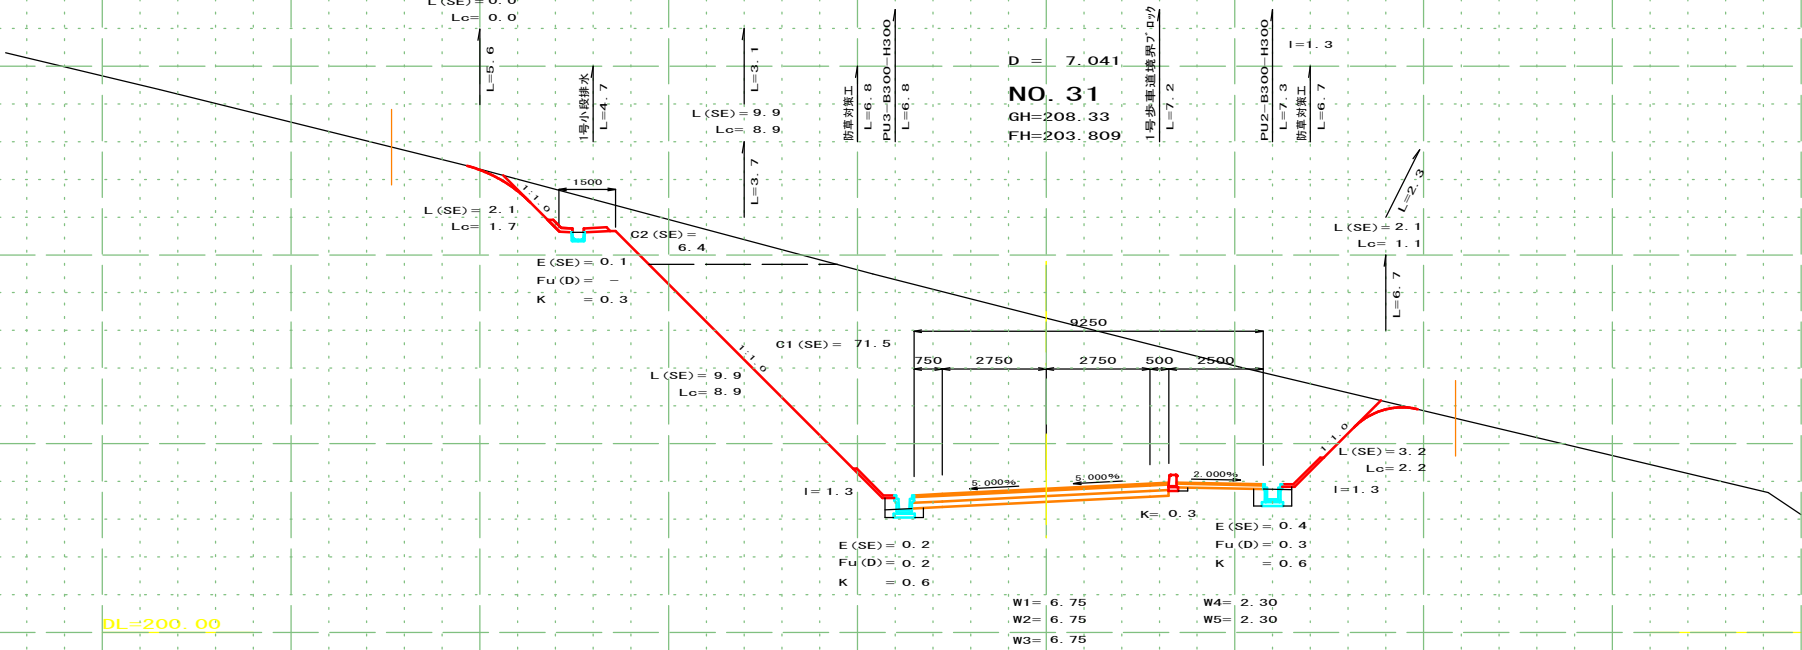 L(SE)= 0.0
Lc= 0.0
L=5.6
1号小段排水
L=4.7
L=3.1
L(SE)= 9.9
Lc= 8.9
L=3.7
防草対策工
L=6.8
PU3-B300-H300
L=6.8
D = 7.041
NO. 31
GH=208.33
FH=203.809
1号歩車道境界ブロック
L=7.2
PU2-B300-H300
L=7.3
I=1.3
防草対策工
L=6.7
L=2.3
L(SE)= 2.1
Lc= 1.1
L=6.7
1:1.0
1500
L(SE)= 2.1
Lc= 1.7
C2(SE)=
6.4
E(SE)= 0.1
Fu(D)= -
K = 0.3
9250
C1(SE)= 71.5
750
2750
2750
500
2500
1:1.0
L(SE)= 9.9
Lc= 8.9
1:1.0
L(SE)= 3.2
Lc= 2.2
I=1.3
I=1.3
5.000%
5.000%
2.000%
K= 0.3
E(SE)= 0.2
Fu(D)= 0.2
K = 0.6
E(SE)= 0.4
Fu(D)= 0.3
K = 0.6
W1= 6.75
W2= 6.75
W3= 6.75
W4= 2.30
W5= 2.30
DL=200.00